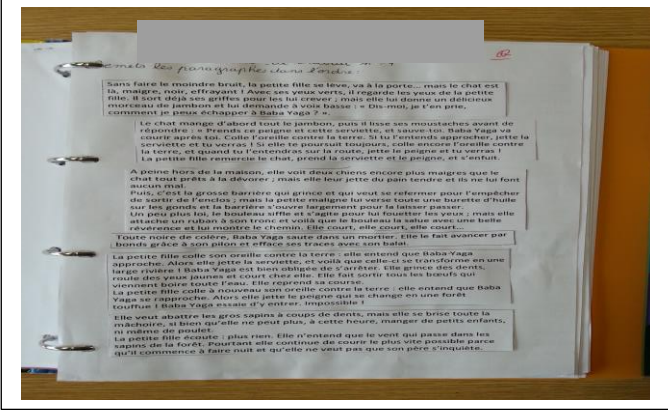 remets les paragraphes dans l'ordre.
Sans faire le moindre bruit, la petite fille se lève, va à la porte... mais le chat est
là, maigre, noir, effrayant ! Avec ses yeux verts, il regarde les yeux de la petite
fille. Il sort déjà ses griffes pour les lui crever ; mais elle lui donne un délicieux
morceau de jambon et lui demande à voix basse : « Dis-moi, je t'en prie,
comment je peux échapper à Baba Yaga ? ».
Le chat mange d'abord tout le jambon, puis il lisse ses moustaches avant de
répondre : « Prends ce peigne et cette serviette, et sauve-toi. Baba Yaga va
courir après toi. Colle l'oreille contre la terre. Si tu l'entends approcher, jette la
serviette et tu verras ! Si elle te poursuit toujours, colle encore l'oreille contre
la terre, et quand tu l'entendras sur la route, jette le peigne et tu verras !
La petite fille remercie le chat, prend la serviette et le peigne, et s'enfuit.
A peine hors de la maison, elle voit deux chiens encore plus maigres que le
chat tout prêts à la dévorer ; mais elle leur jette du pain tendre et ils ne lui font
aucun mal.
Puis, c'est la grosse barrière qui grince et qui veut se refermer pour l'empêcher
de sortir de l'enclos ; mais la petite maligne lui verse toute une burette d'huile
sur les gonds et la barrière s'ouvre largement pour la laisser passer.
Un peu plus loi, le bouleau siffle et s'agite pour lui fouetter les yeux ; mais elle
attache un ruban à son tronc et voilà que le bouleau la salue avec une belle
révérence et lui montre le chemin. Elle court, elle court, elle court...
Toute noire de colère, Baba Yaga saute dans un mortier. Elle le fait avancer par
bonds grâce à son pilon et efface ses traces avec son balai.
La petite fille colle son oreille contre la terre : elle entend que Baba Yaga
approche. Alors elle jette la serviette, et voilà que celle-ci se transforme en une
large rivière ! Baba Yaga est bien obligée de s'arrêter. Elle grince des dents,
roule des yeux jaunes et court chez elle. Elle fait sortir tous les bœufs qui
viennent boire toute l'eau. Elle reprend sa course.
La petite fille colle à nouveau son oreille contre la terre : elle entend que Baba
Yaga se rapproche. Alors elle jette le peigne qui se change en une forêt
touffue ! Baba Yaga essaie d'y entrer. Impossible !
Elle veut abattre les gros sapins à coups de dents, mais elle se brise toute la
mâchoire, si bien qu'elle ne peut plus, à cette heure, manger de petits enfants,
ni même de poulet.
La petite fille écoute : plus rien. Elle n'entend que le vent qui passe dans les
sapins de la forêt. Pourtant elle continue de courir le plus vite possible parce
qu'il commence à faire nuit et qu'elle ne veut pas que son père s'inquiète.